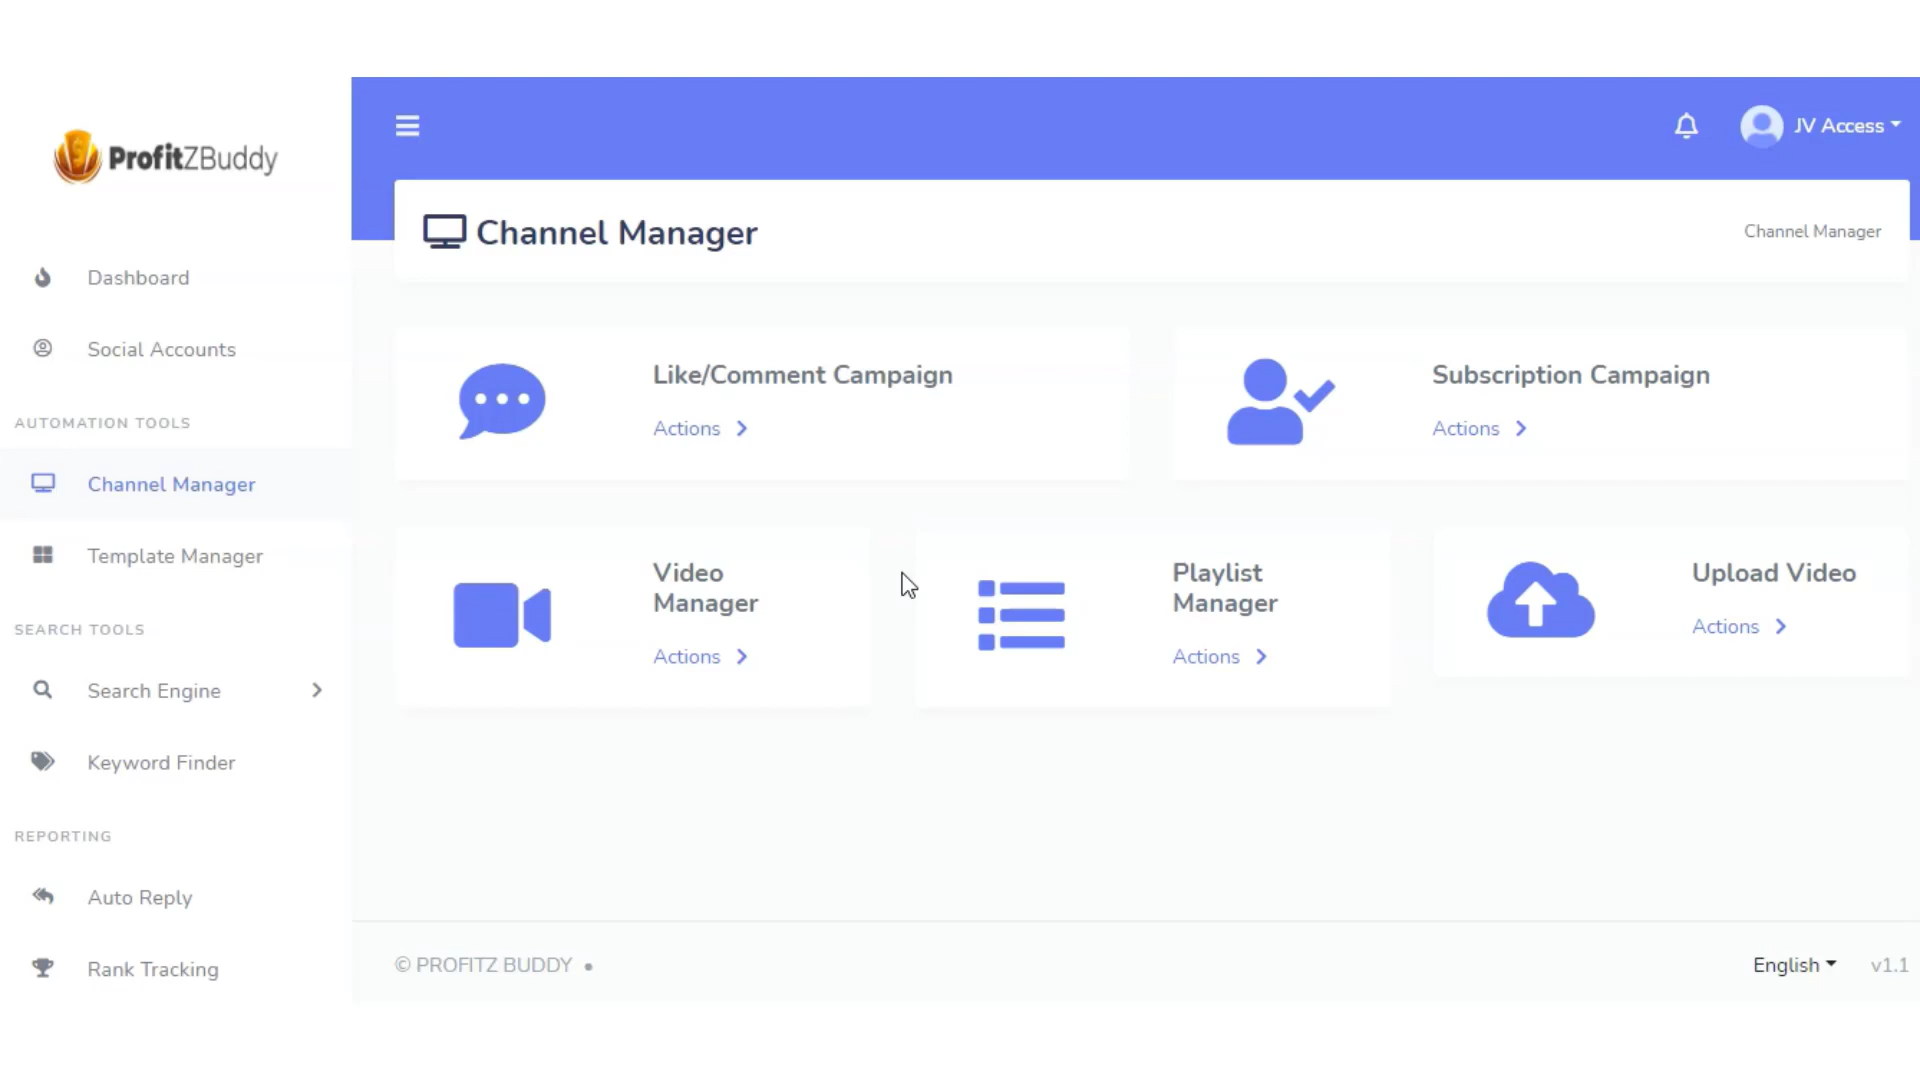 ProfitZBuddy
JV Access
Channel Manager
Channel Manager
Dashboard
Social Accounts
AUTOMATION TOOLS
Channel Manager
Template Manager
SEARCH TOOLS
Search Engine
Keyword Finder
REPORTING
Auto Reply
Rank Tracking
Like/Comment Campaign
Actions
Subscription Campaign
Actions
Video
Manager
Actions
Playlist
Manager
Actions
Upload Video
Actions
© PROFITZ BUDDY •
English
v1.1